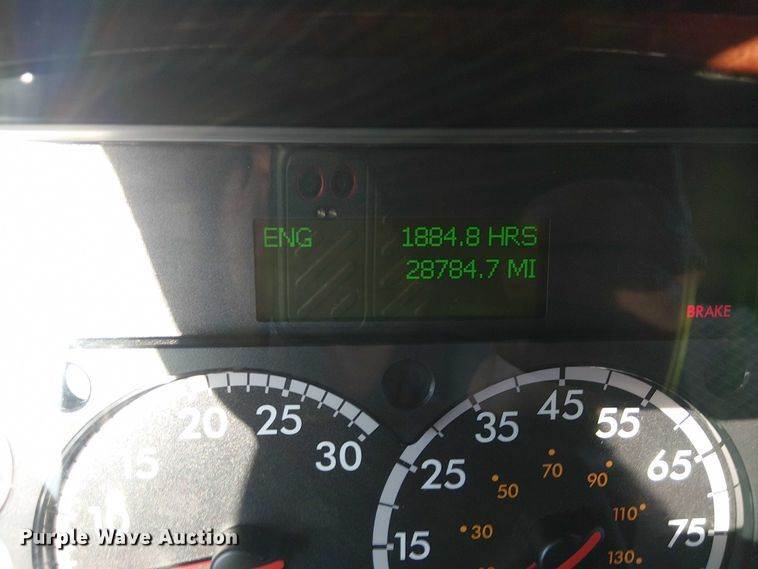 ENG 1884.8 HRS
28784.7 MI
BRAKE
20 25 30
15
10
15 25 35 45 55 65 75
30 50 70 90 110 130
Purple Wave Auction